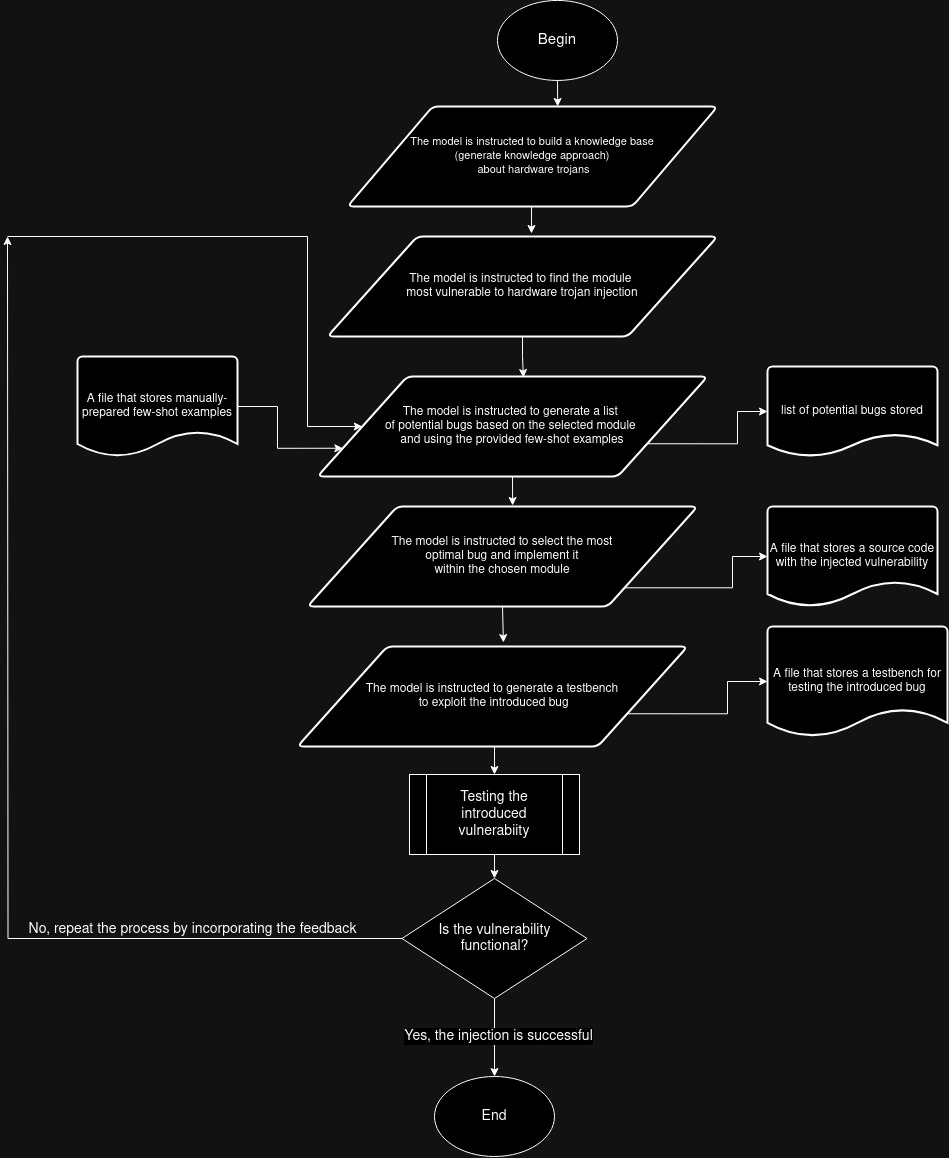 Begin
The model is instructed to build a knowledge base
(generate knowledge approach)
about hardware trojans
The model is instructed to find the module
most vulnerable to hardware trojan injection
A file that stores manually-
prepared few-shot examples
The model is instructed to generate a list
of potential bugs based on the selected module
and using the provided few-shot examples
list of potential bugs stored
The model is instructed to select the most
optimal bug and implement it
within the chosen module
A file that stores a source code
with the injected vulnerability
The model is instructed to generate a testbench
to exploit the introduced bug
A file that stores a testbench for
testing the introduced bug
Testing the
introduced
vulnerabiity
Is the vulnerability
functional?
No, repeat the process by incorporating the feedback
Yes, the injection is successful
End